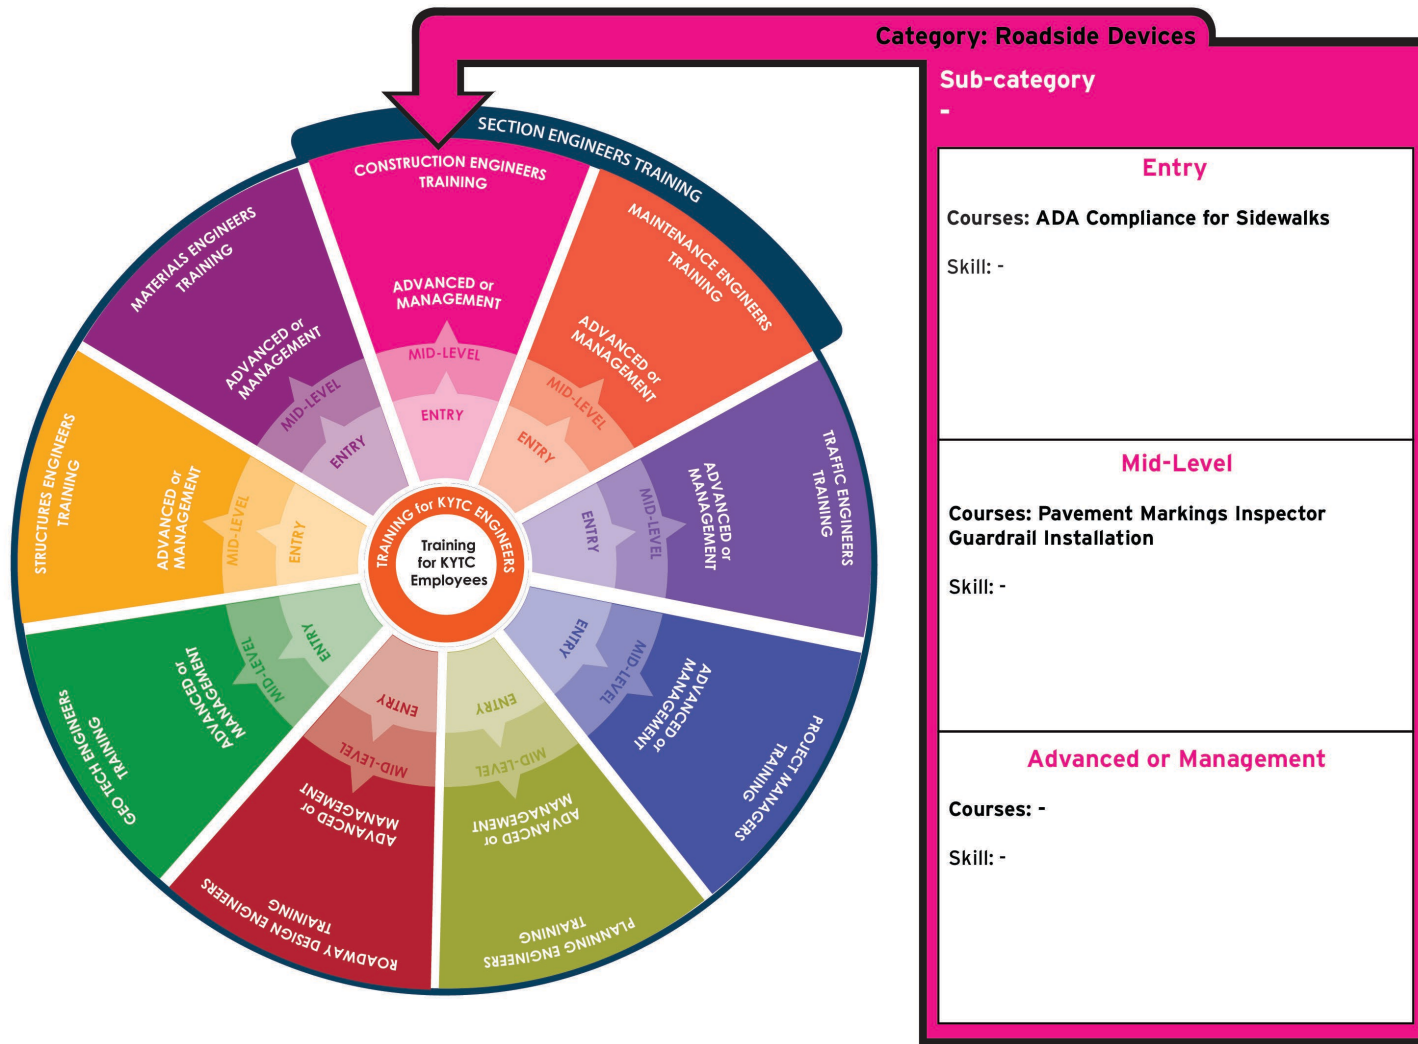 Category: Roadside Devices
Sub-category
-
Entry
Courses: ADA Compliance for Sidewalks
Skill: -
Mid-Level
Courses: Pavement Markings Inspector
Guardrail Installation
Skill: -
Advanced or Management
Courses: -
Skill: -
SECTION ENGINEERS TRAINING
CONSTRUCTION ENGINEERS
TRAINING
ADVANCED or
MANAGEMENT
MID-LEVEL
ENTRY
MAINTENANCE ENGINEERS
TRAINING
ADVANCED or
MANAGEMENT
MID-LEVEL
ENTRY
TRAFFIC ENGINEERS
TRAINING
ADVANCED or
MANAGEMENT
MID-LEVEL
ENTRY
PROJECT MANAGERS
TRAINING
ADVANCED or
MANAGEMENT
MID-LEVEL
ENTRY
PLANNING ENGINEERS
TRAINING
ADVANCED or
MANAGEMENT
MID-LEVEL
ENTRY
ROADWAY DESIGN ENGINEERS
TRAINING
ADVANCED or
MANAGEMENT
MID-LEVEL
ENTRY
GEO TECH ENGINEERS
TRAINING
ADVANCED or
MANAGEMENT
MID-LEVEL
ENTRY
STRUCTURES ENGINEERS
TRAINING
ADVANCED or
MANAGEMENT
MID-LEVEL
ENTRY
MATERIALS ENGINEERS
TRAINING
ADVANCED or
MANAGEMENT
MID-LEVEL
ENTRY
TRAINING for KYTC ENGINEERS
Training
for KYTC
Employees